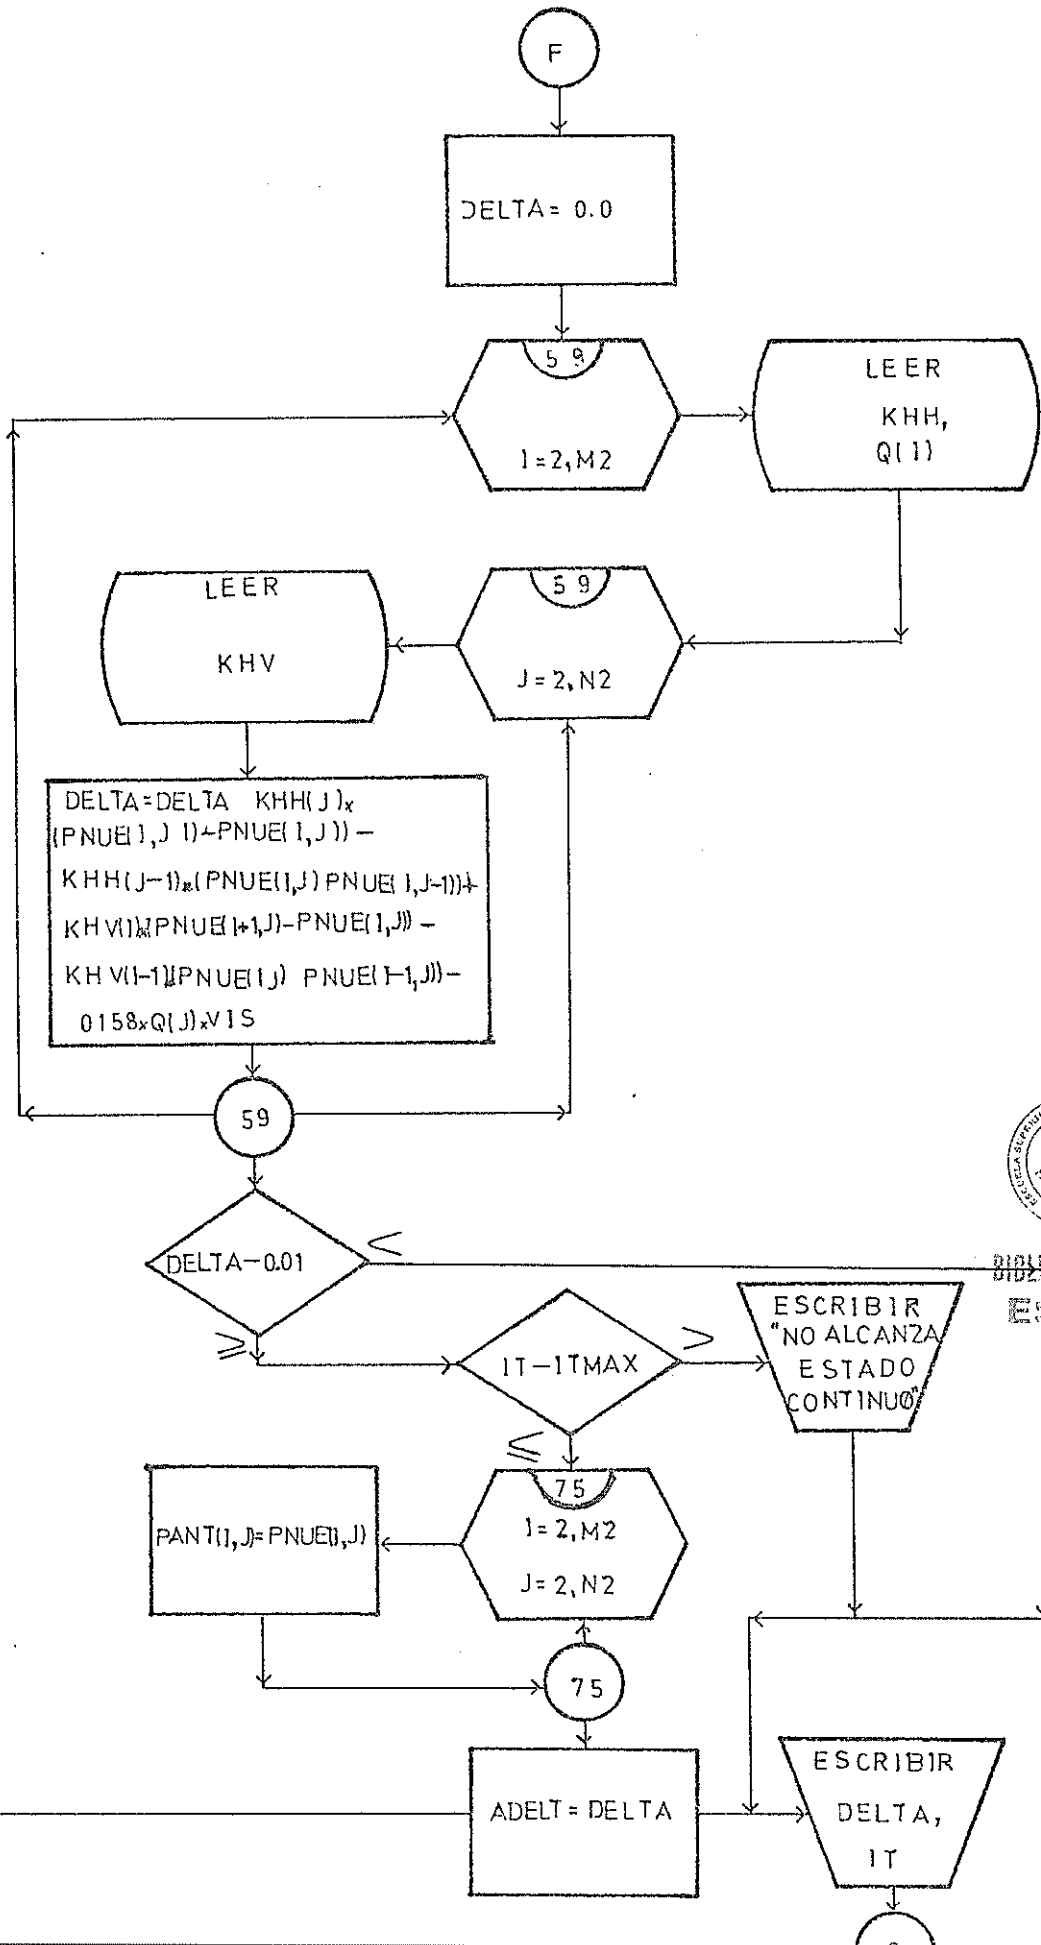 F
DELTA= 0.0
59
I=2,M2
LEER
KHH,
Q(I)
59
J=2,N2
LEER
KHV
DELTA=DELTA KHH(J)x
(PNUE(I,J 1)-PNUE(I,J))-
KHH(J-1)x(PNUE(I,J) PNUE(I,J-1))+
KHV(I)x(PNUE(I+1,J)-PNUE(I,J))-
KHV(I-1)x(PNUE(IJ) PNUE(I-1,J))-
0158xQ(J)xVIS
59
DELTA-0.01
<
≥
IT-ITMAX
>
≤
ESCRIBIR
"NO ALCANZA
ESTADO
CONTINUO"
75
I=2,M2
J=2,N2
PANT(I,J)=PNUE(I,J)
75
ADELT=DELTA
ESCRIBIR
DELTA,
IT